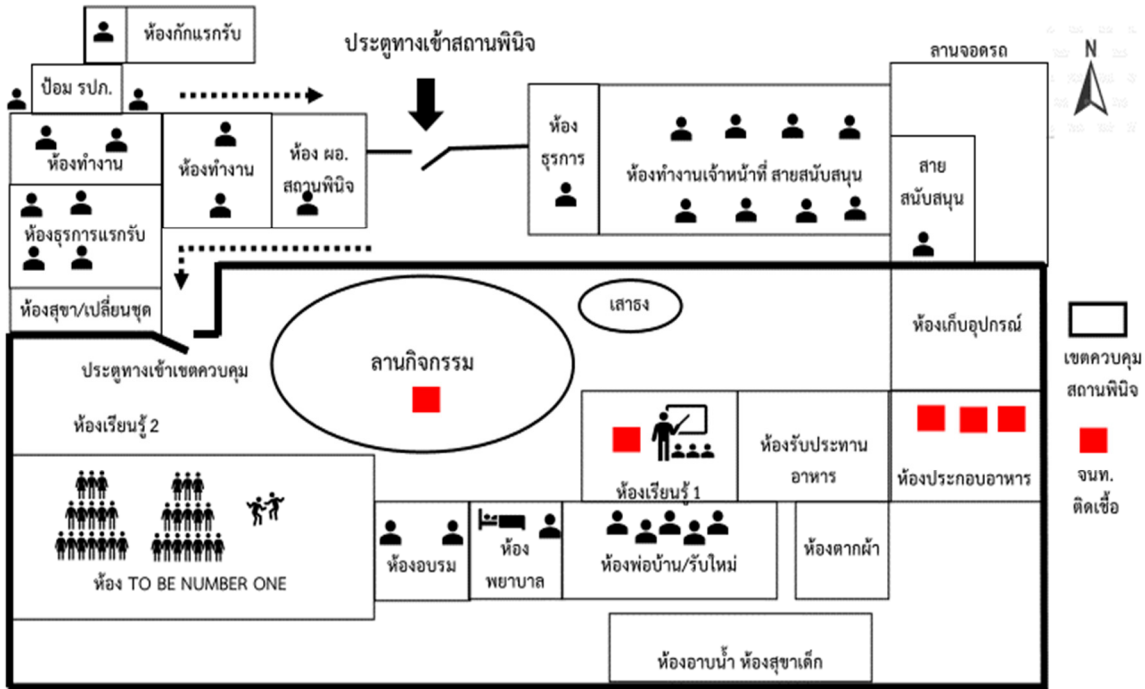 ห้องกักแรกรับ
ประตูทางเข้าสถานพินิจ
ลานจอดรถ
N
ป้อม รปภ.
ห้องทำงาน
ห้องทำงาน
ห้อง ผอ.
สถานพินิจ
ห้อง
ธุรการ
ห้องทำงานเจ้าหน้าที่ สายสนับสนุน
สาย
สนับสนุน
ห้องธุรการแรกรับ
ห้องสุขา/เปลี่ยนชุด
ประตูทางเข้าเขตควบคุม
ลานกิจกรรม
เสาธง
ห้องเก็บอุปกรณ์
เขตควบคุม
สถานพินิจ
ห้องเรียนรู้ 2
ห้องเรียนรู้ 1
ห้องรับประทาน
อาหาร
ห้องประกอบอาหาร
จนท.
ติดเชื้อ
ห้อง TO BE NUMBER ONE
ห้องอบรม
ห้อง
พยาบาล
ห้องพ่อบ้าน/รับใหม่
ห้องตากผ้า
ห้องอาบน้ำ ห้องสุขาเด็ก